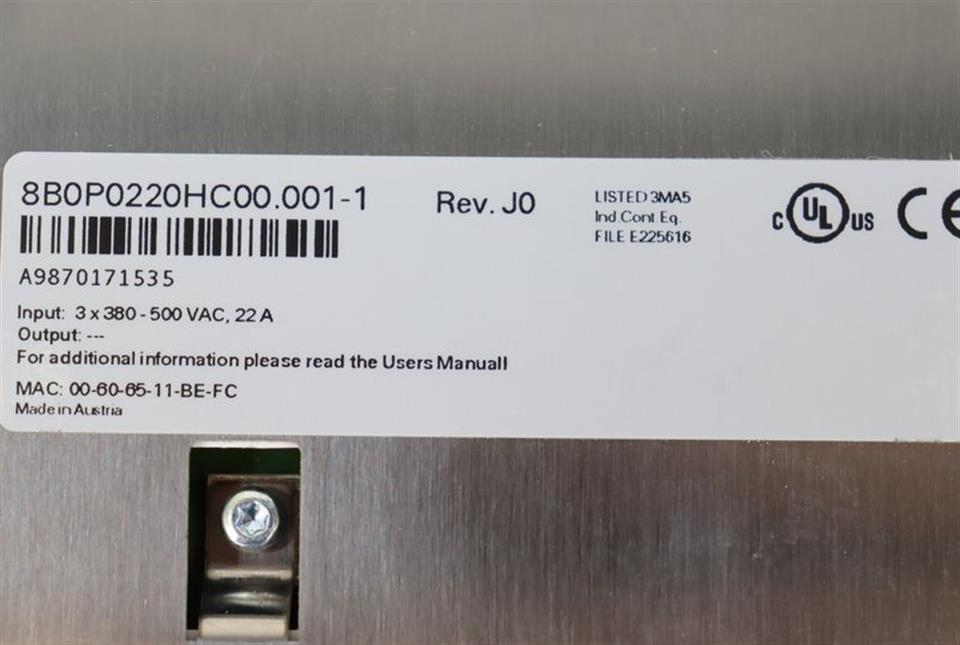 8B0P0220HC00.001-1 Rev. J0
LISTED 3MA5
Ind.Cont Eq.
FILE E225616
c UL US CE
A9870171535
Input: 3 x 380 - 500 VAC, 22 A
Output: ---
For additional information please read the Users Manual!
MAC: 00-60-65-11-BE-FC
Made in Austria